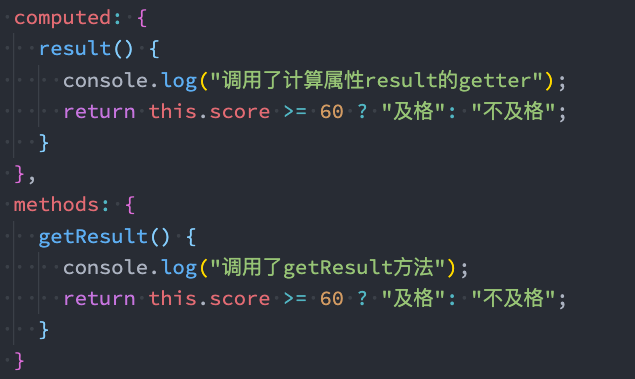 computed: {
  result() {
    console.log("调用了计算属性result的getter");
    return this.score >= 60 ? "及格": "不及格";
  }
},
methods: {
  getResult() {
    console.log("调用了getResult方法");
    return this.score >= 60 ? "及格": "不及格";
  }
}